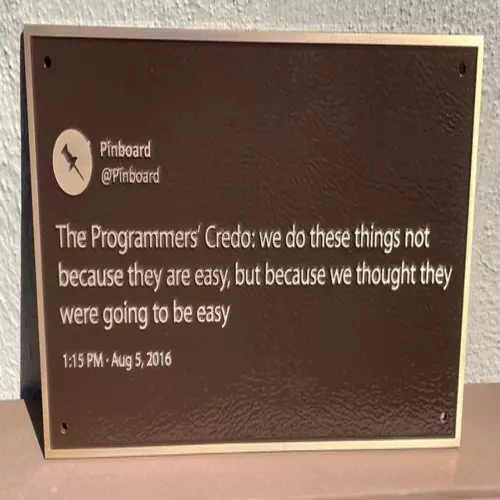 Pinboard
@Pinboard
The Programmers' Credo: we do these things not
because they are easy, but because we thought they
were going to be easy
1:15 PM · Aug 5, 2016